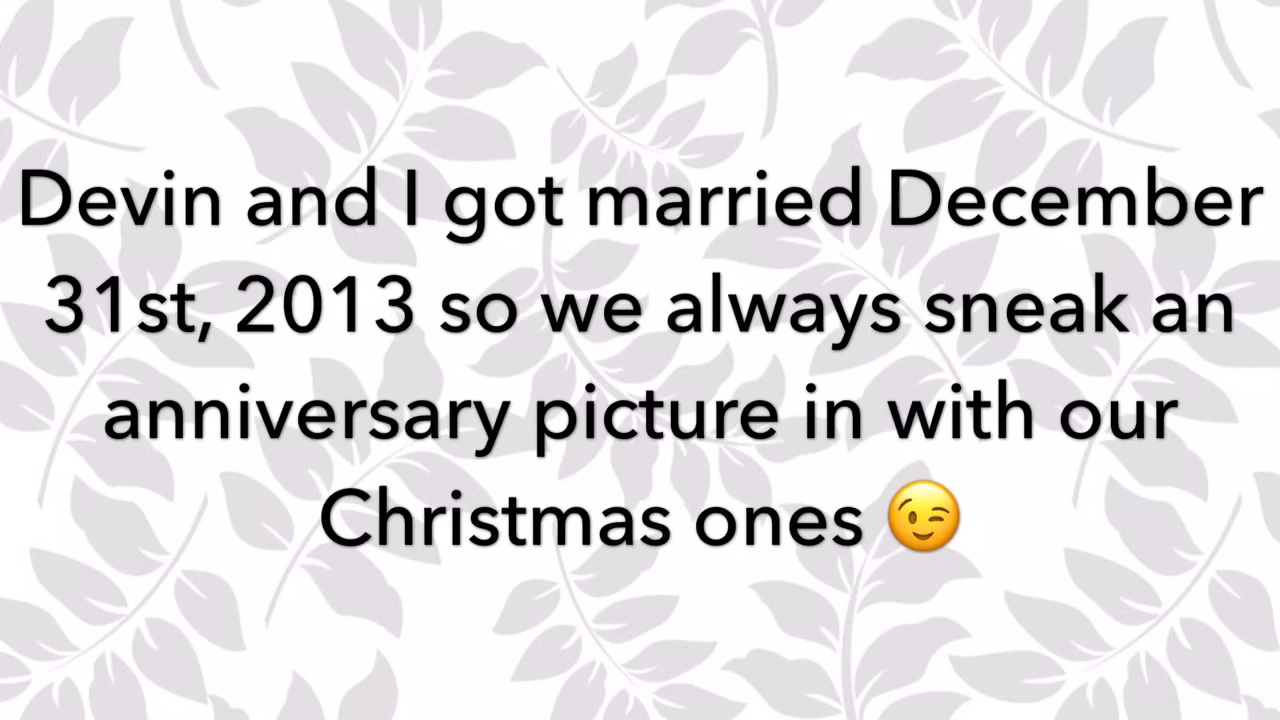 Devin and I got married December
31st, 2013 so we always sneak an
anniversary picture in with our
Christmas ones 😉